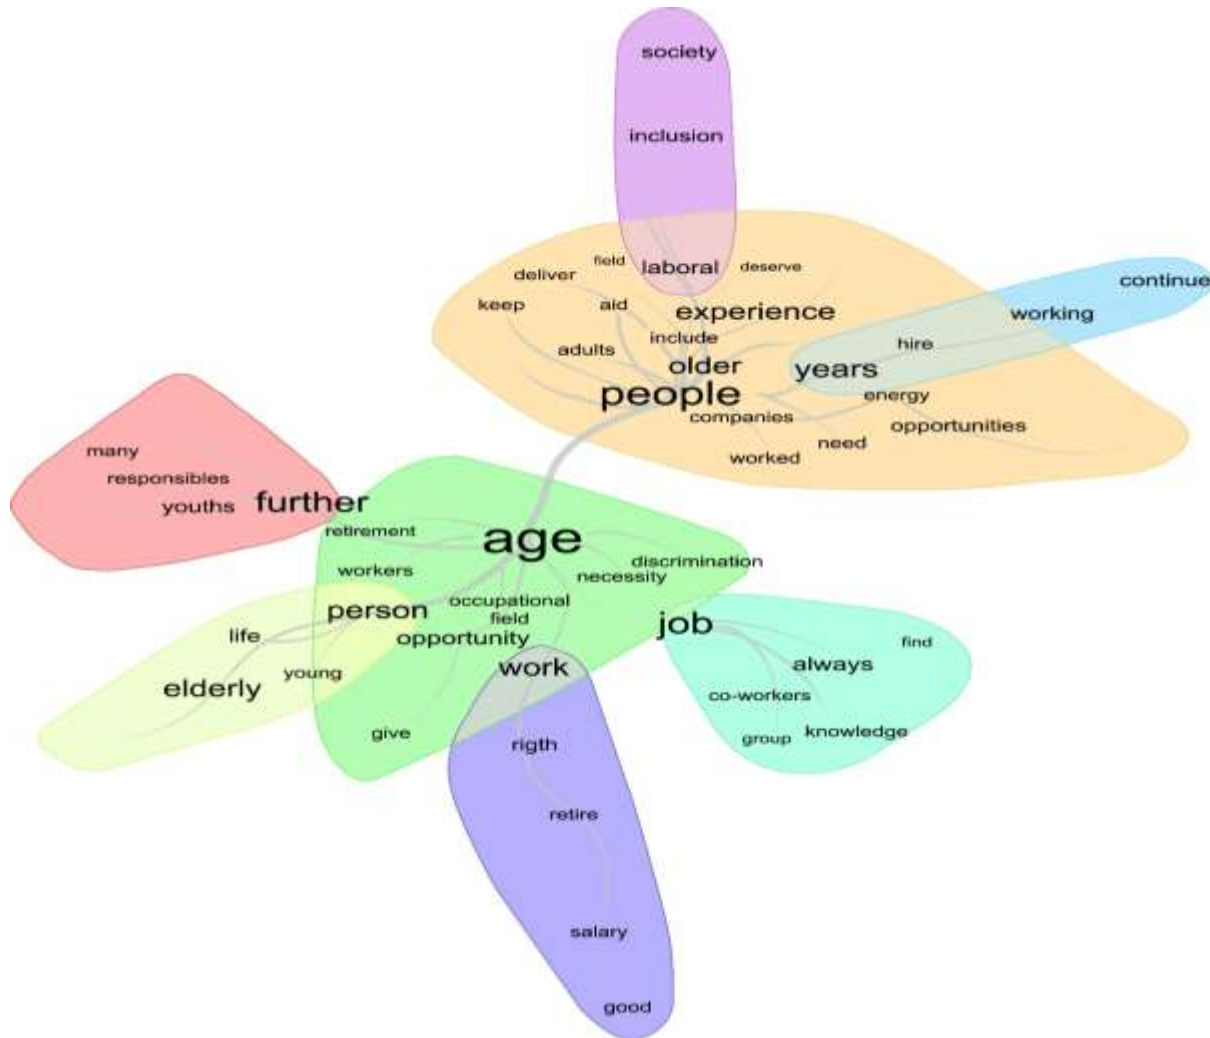 society
inclusion
field
laboral
deserve
deliver
continue
keep
aid
experience
working
include
hire
adults
older
years
people
energy
companies
opportunities
need
worked
many
responsibles
youths
further
retirement
age
discrimination
workers
necessity
occupational
person
field
job
life
opportunity
find
young
work
always
elderly
co-workers
give
knowledge
group
rigth
retire
salary
good